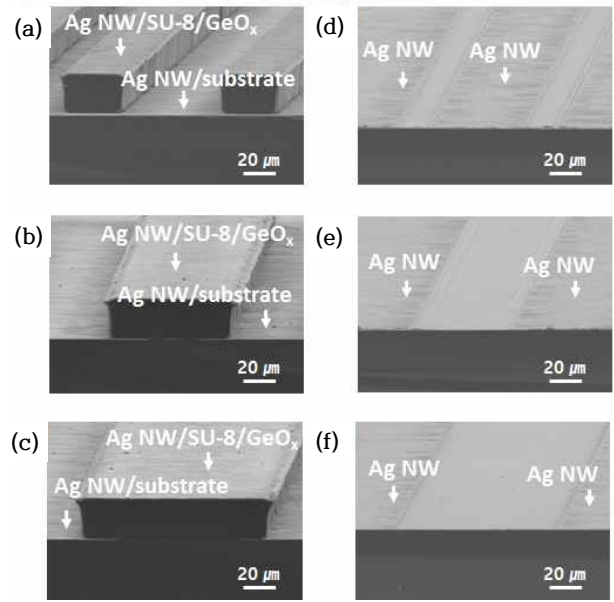 (a)
Ag NW/SU-8/GeOₓ
Ag NW/substrate
20 ㎛
(d)
Ag NW
Ag NW
20 ㎛
(b)
Ag NW/SU-8/GeOₓ
Ag NW/substrate
20 ㎛
(e)
Ag NW
Ag NW
20 ㎛
(c)
Ag NW/SU-8/GeOₓ
Ag NW/substrate
20 ㎛
(f)
Ag NW
Ag NW
20 ㎛